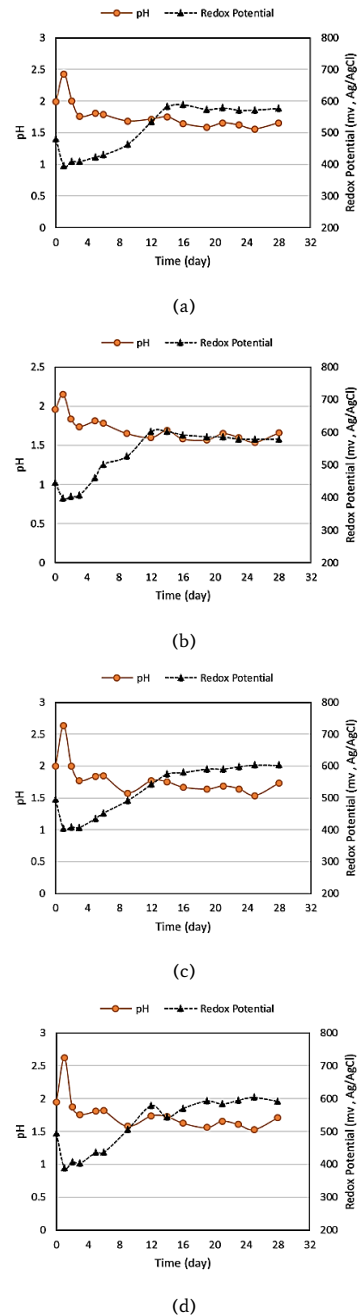 pH Redox Potential
3 800
2.5 700
2 600
1.5 500
1 400
0.5 300
0 200
0 4 8 12 16 20 24 28 32
pH
Redox Potential (mv , Ag/AgCl)
Time (day)
(a)
pH Redox Potential
2.5 800
2 700
1.5 600
1 500
0.5 400
0 300
200
0 4 8 12 16 20 24 28 32
pH
Redox Potential (mv , Ag/AgCl)
Time (day)
(b)
pH Redox Potential
3 800
2.5 700
2 600
1.5 500
1 400
0.5 300
0 200
0 4 8 12 16 20 24 28 32
pH
Redox Potential (mv , Ag/AgCl)
Time (day)
(c)
pH Redox Potential
3 800
2.5 700
2 600
1.5 500
1 400
0.5 300
0 200
0 4 8 12 16 20 24 28 32
pH
Redox Potential (mv , Ag/AgCl)
Time (day)
(d)